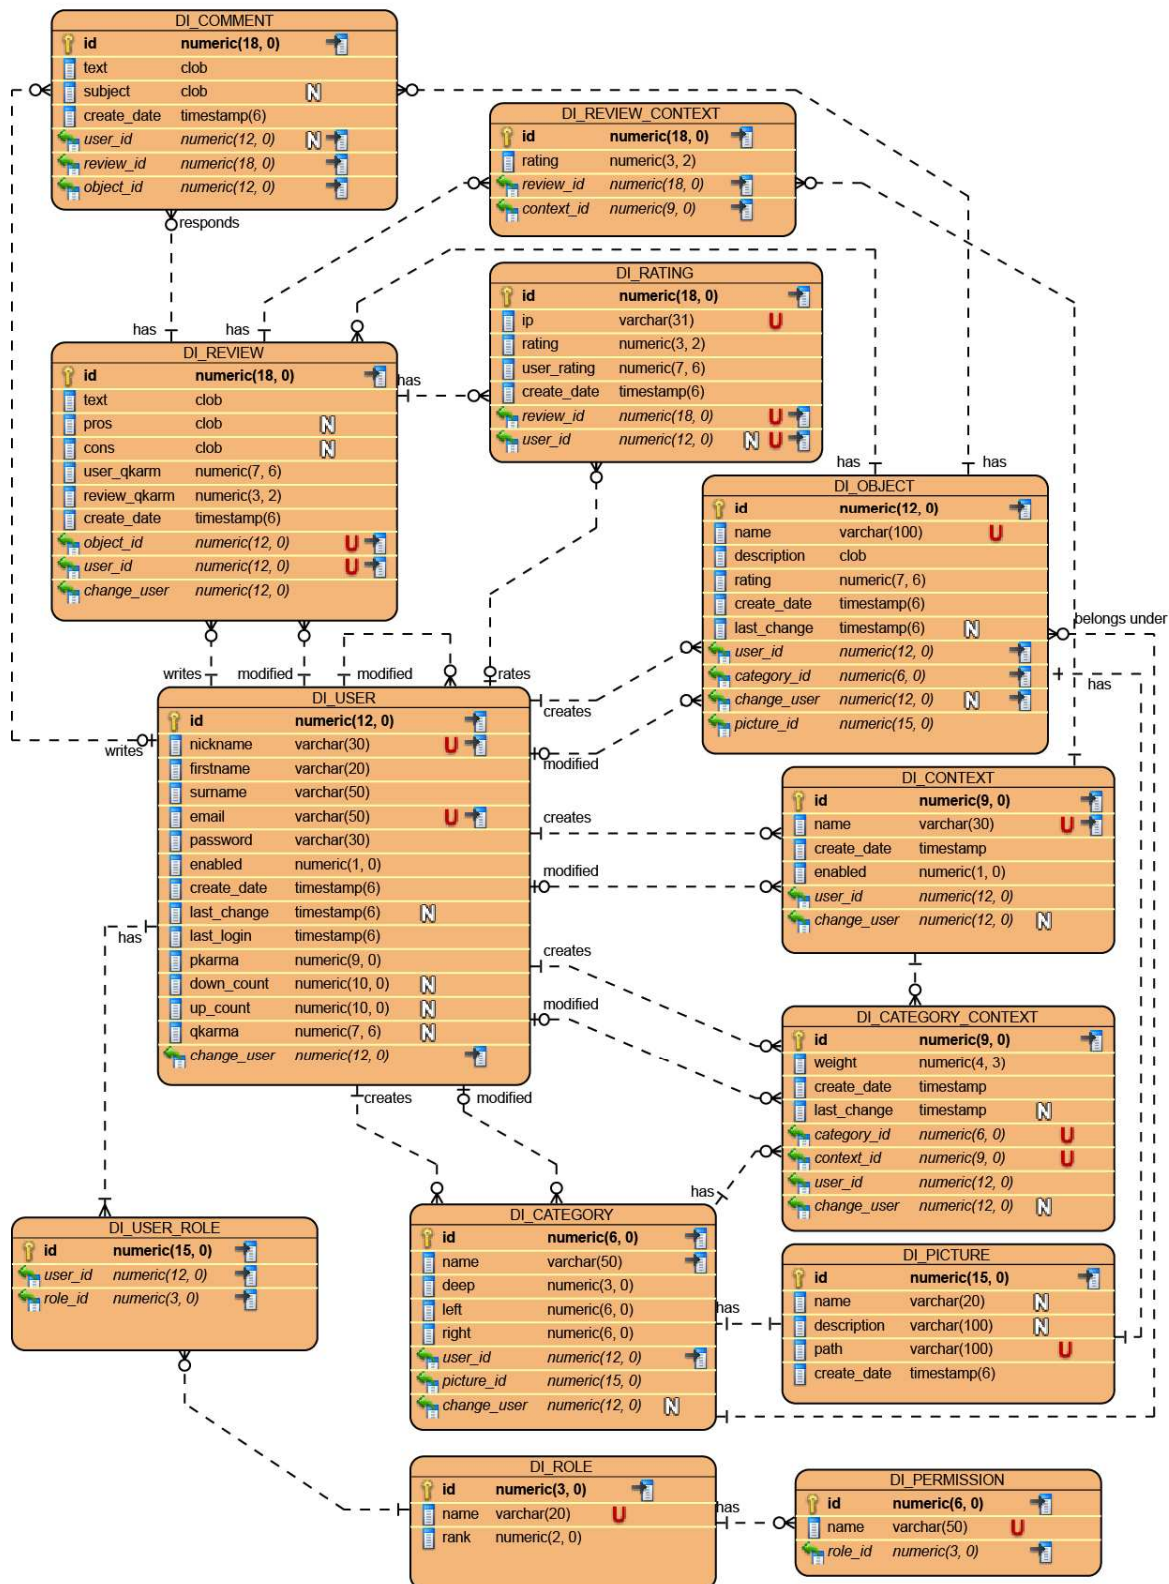 DI_COMMENT
id numeric(18, 0)
text clob
subject clob N
create_date timestamp(6)
user_id numeric(12, 0) N
review_id numeric(18, 0)
object_id numeric(12, 0)
responds
DI_REVIEW_CONTEXT
id numeric(18, 0)
rating numeric(3, 2)
review_id numeric(18, 0)
context_id numeric(9, 0)
DI_RATING
id numeric(18, 0)
ip varchar(31) U
rating numeric(3, 2)
user_rating numeric(7, 6)
create_date timestamp(6)
review_id numeric(18, 0) U
user_id numeric(12, 0) N U
has
has
has
DI_REVIEW
id numeric(18, 0)
text clob
pros clob N
cons clob N
user_qkarm numeric(7, 6)
review_qkarm numeric(3, 2)
create_date timestamp(6)
object_id numeric(12, 0) U
user_id numeric(12, 0) U
change_user numeric(12, 0)
has
has
DI_OBJECT
id numeric(12, 0)
name varchar(100) U
description clob
rating numeric(7, 6)
create_date timestamp(6)
last_change timestamp(6) N
user_id numeric(12, 0)
category_id numeric(6, 0)
change_user numeric(12, 0) N
picture_id numeric(15, 0)
belongs under
has
writes
modified
modified
rates
creates
modified
writes
DI_USER
id numeric(12, 0)
nickname varchar(30) U
firstname varchar(20)
surname varchar(50)
email varchar(50) U
password varchar(30)
enabled numeric(1, 0)
create_date timestamp(6)
last_change timestamp(6) N
last_login timestamp(6)
pkarma numeric(9, 0)
down_count numeric(10, 0) N
up_count numeric(10, 0) N
qkarma numeric(7, 6) N
change_user numeric(12, 0)
creates
modified
creates
modified
has
DI_CONTEXT
id numeric(9, 0)
name varchar(30) U
create_date timestamp
enabled numeric(1, 0)
user_id numeric(12, 0)
change_user numeric(12, 0) N
DI_CATEGORY_CONTEXT
id numeric(9, 0)
weight numeric(4, 3)
create_date timestamp
last_change timestamp N
category_id numeric(6, 0) U
context_id numeric(9, 0) U
user_id numeric(12, 0)
change_user numeric(12, 0) N
creates
modified
has
DI_USER_ROLE
id numeric(15, 0)
user_id numeric(12, 0)
role_id numeric(3, 0)
DI_CATEGORY
id numeric(6, 0)
name varchar(50)
deep numeric(3, 0)
left numeric(6, 0)
right numeric(6, 0)
user_id numeric(12, 0)
picture_id numeric(15, 0)
change_user numeric(12, 0) N
has
DI_PICTURE
id numeric(15, 0)
name varchar(20) N
description varchar(100) N
path varchar(100) U
create_date timestamp(6)
DI_ROLE
id numeric(3, 0)
name varchar(20) U
rank numeric(2, 0)
has
DI_PERMISSION
id numeric(6, 0)
name varchar(50) U
role_id numeric(3, 0)